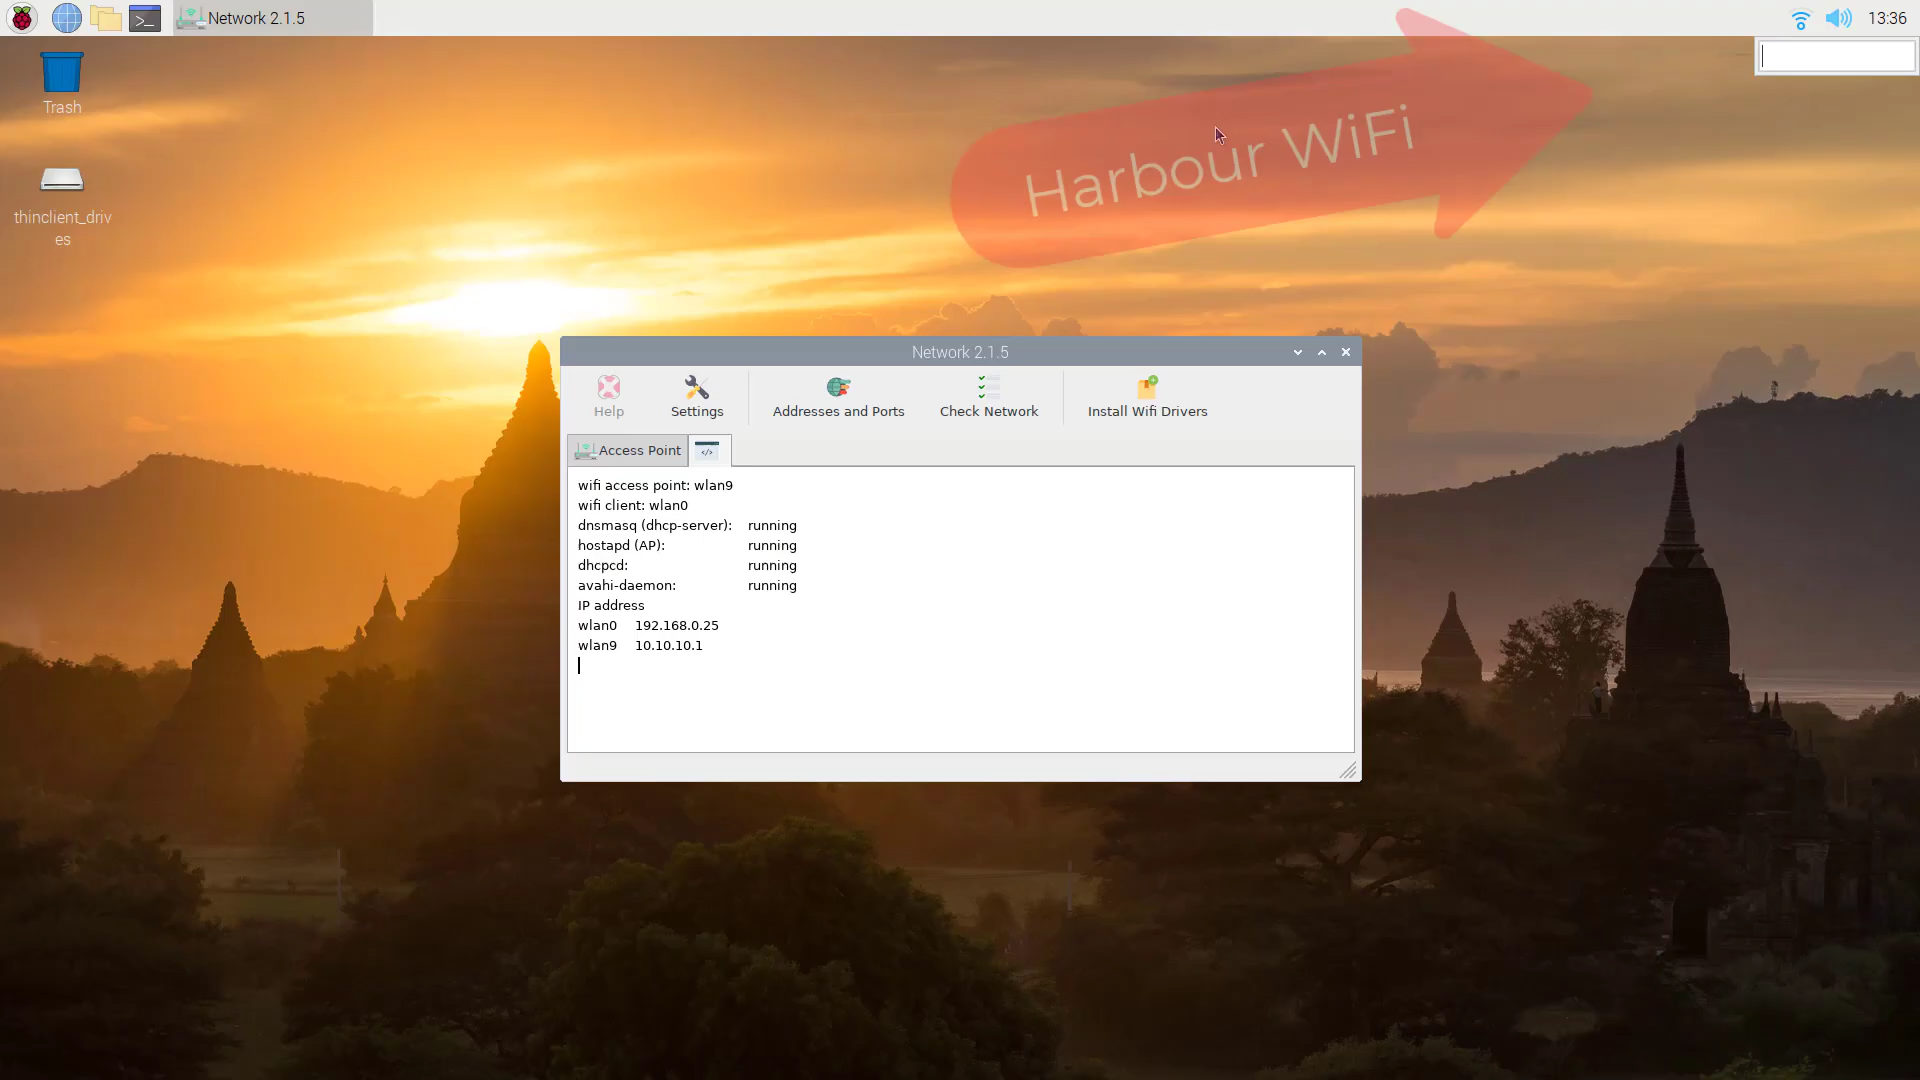 Network 2.1.5
13:36
Trash
thinclient_driv
es
Harbour WiFi
Network 2.1.5
Help
Settings
Addresses and Ports
Check Network
Install Wifi Drivers
Access Point
wifi access point: wlan9
wifi client: wlan0
dnsmasq (dhcp-server): running
hostapd (AP): running
dhcpcd: running
avahi-daemon: running
IP address
wlan0 192.168.0.25
wlan9 10.10.10.1